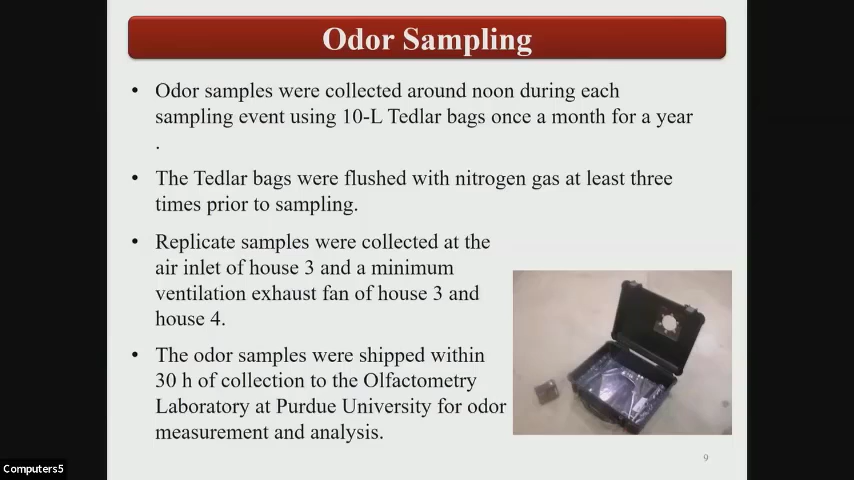 Odor Sampling
• Odor samples were collected around noon during each
sampling event using 10-L Tedlar bags once a month for a year
.
• The Tedlar bags were flushed with nitrogen gas at least three
times prior to sampling.
• Replicate samples were collected at the
air inlet of house 3 and a minimum
ventilation exhaust fan of house 3 and
house 4.
• The odor samples were shipped within
30 h of collection to the Olfactometry
Laboratory at Purdue University for odor
measurement and analysis.
9
Computers5